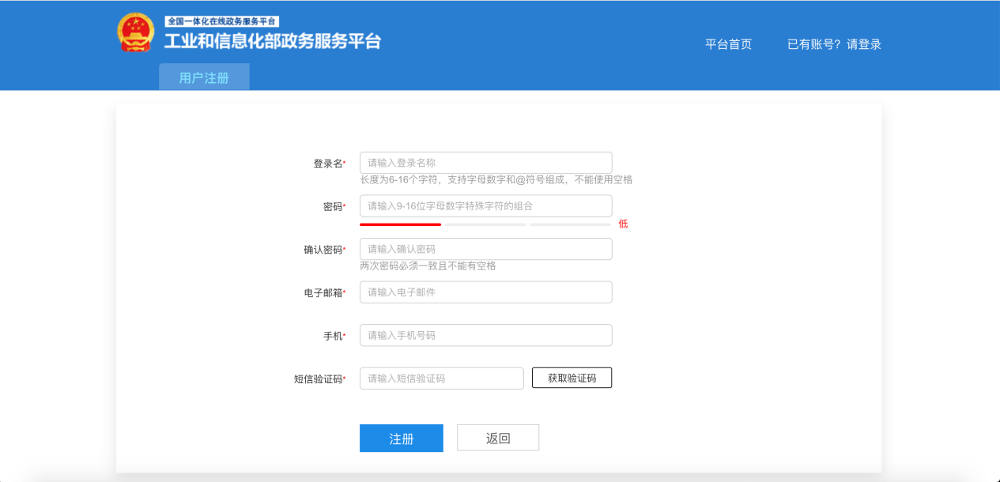 全国一体化在线政务服务平台
工业和信息化部政务服务平台
平台首页 已有账号？请登录
用户注册
登录名* 请输入登录名称
长度为6-16个字符，支持字母数字和@符号组成，不能使用空格
密码* 请输入9-16位字母数字特殊字符的组合
低
确认密码* 请输入确认密码
两次密码必须一致且不能有空格
电子邮箱* 请输入电子邮件
手机* 请输入手机号码
短信验证码* 请输入短信验证码 获取验证码
注册 返回